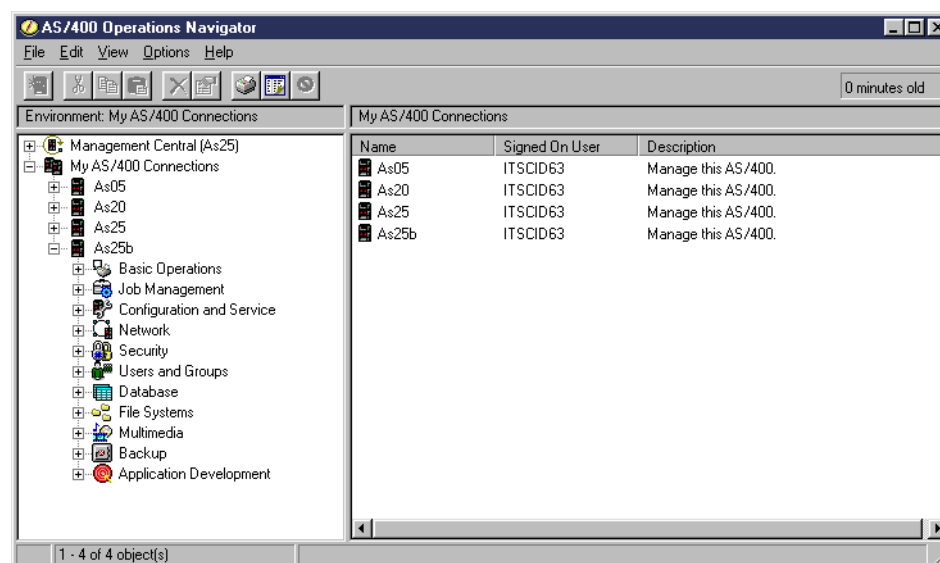 AS/400 Operations Navigator
File Edit View Options Help
0 minutes old
Environment: My AS/400 Connections
My AS/400 Connections
Management Central (As25)
My AS/400 Connections
As05
As20
As25
As25b
Basic Operations
Job Management
Configuration and Service
Network
Security
Users and Groups
Database
File Systems
Multimedia
Backup
Application Development
Name Signed On User Description
As05 ITSCID63 Manage this AS/400.
As20 ITSCID63 Manage this AS/400.
As25 ITSCID63 Manage this AS/400.
As25b ITSCID63 Manage this AS/400.
1 - 4 of 4 object(s)